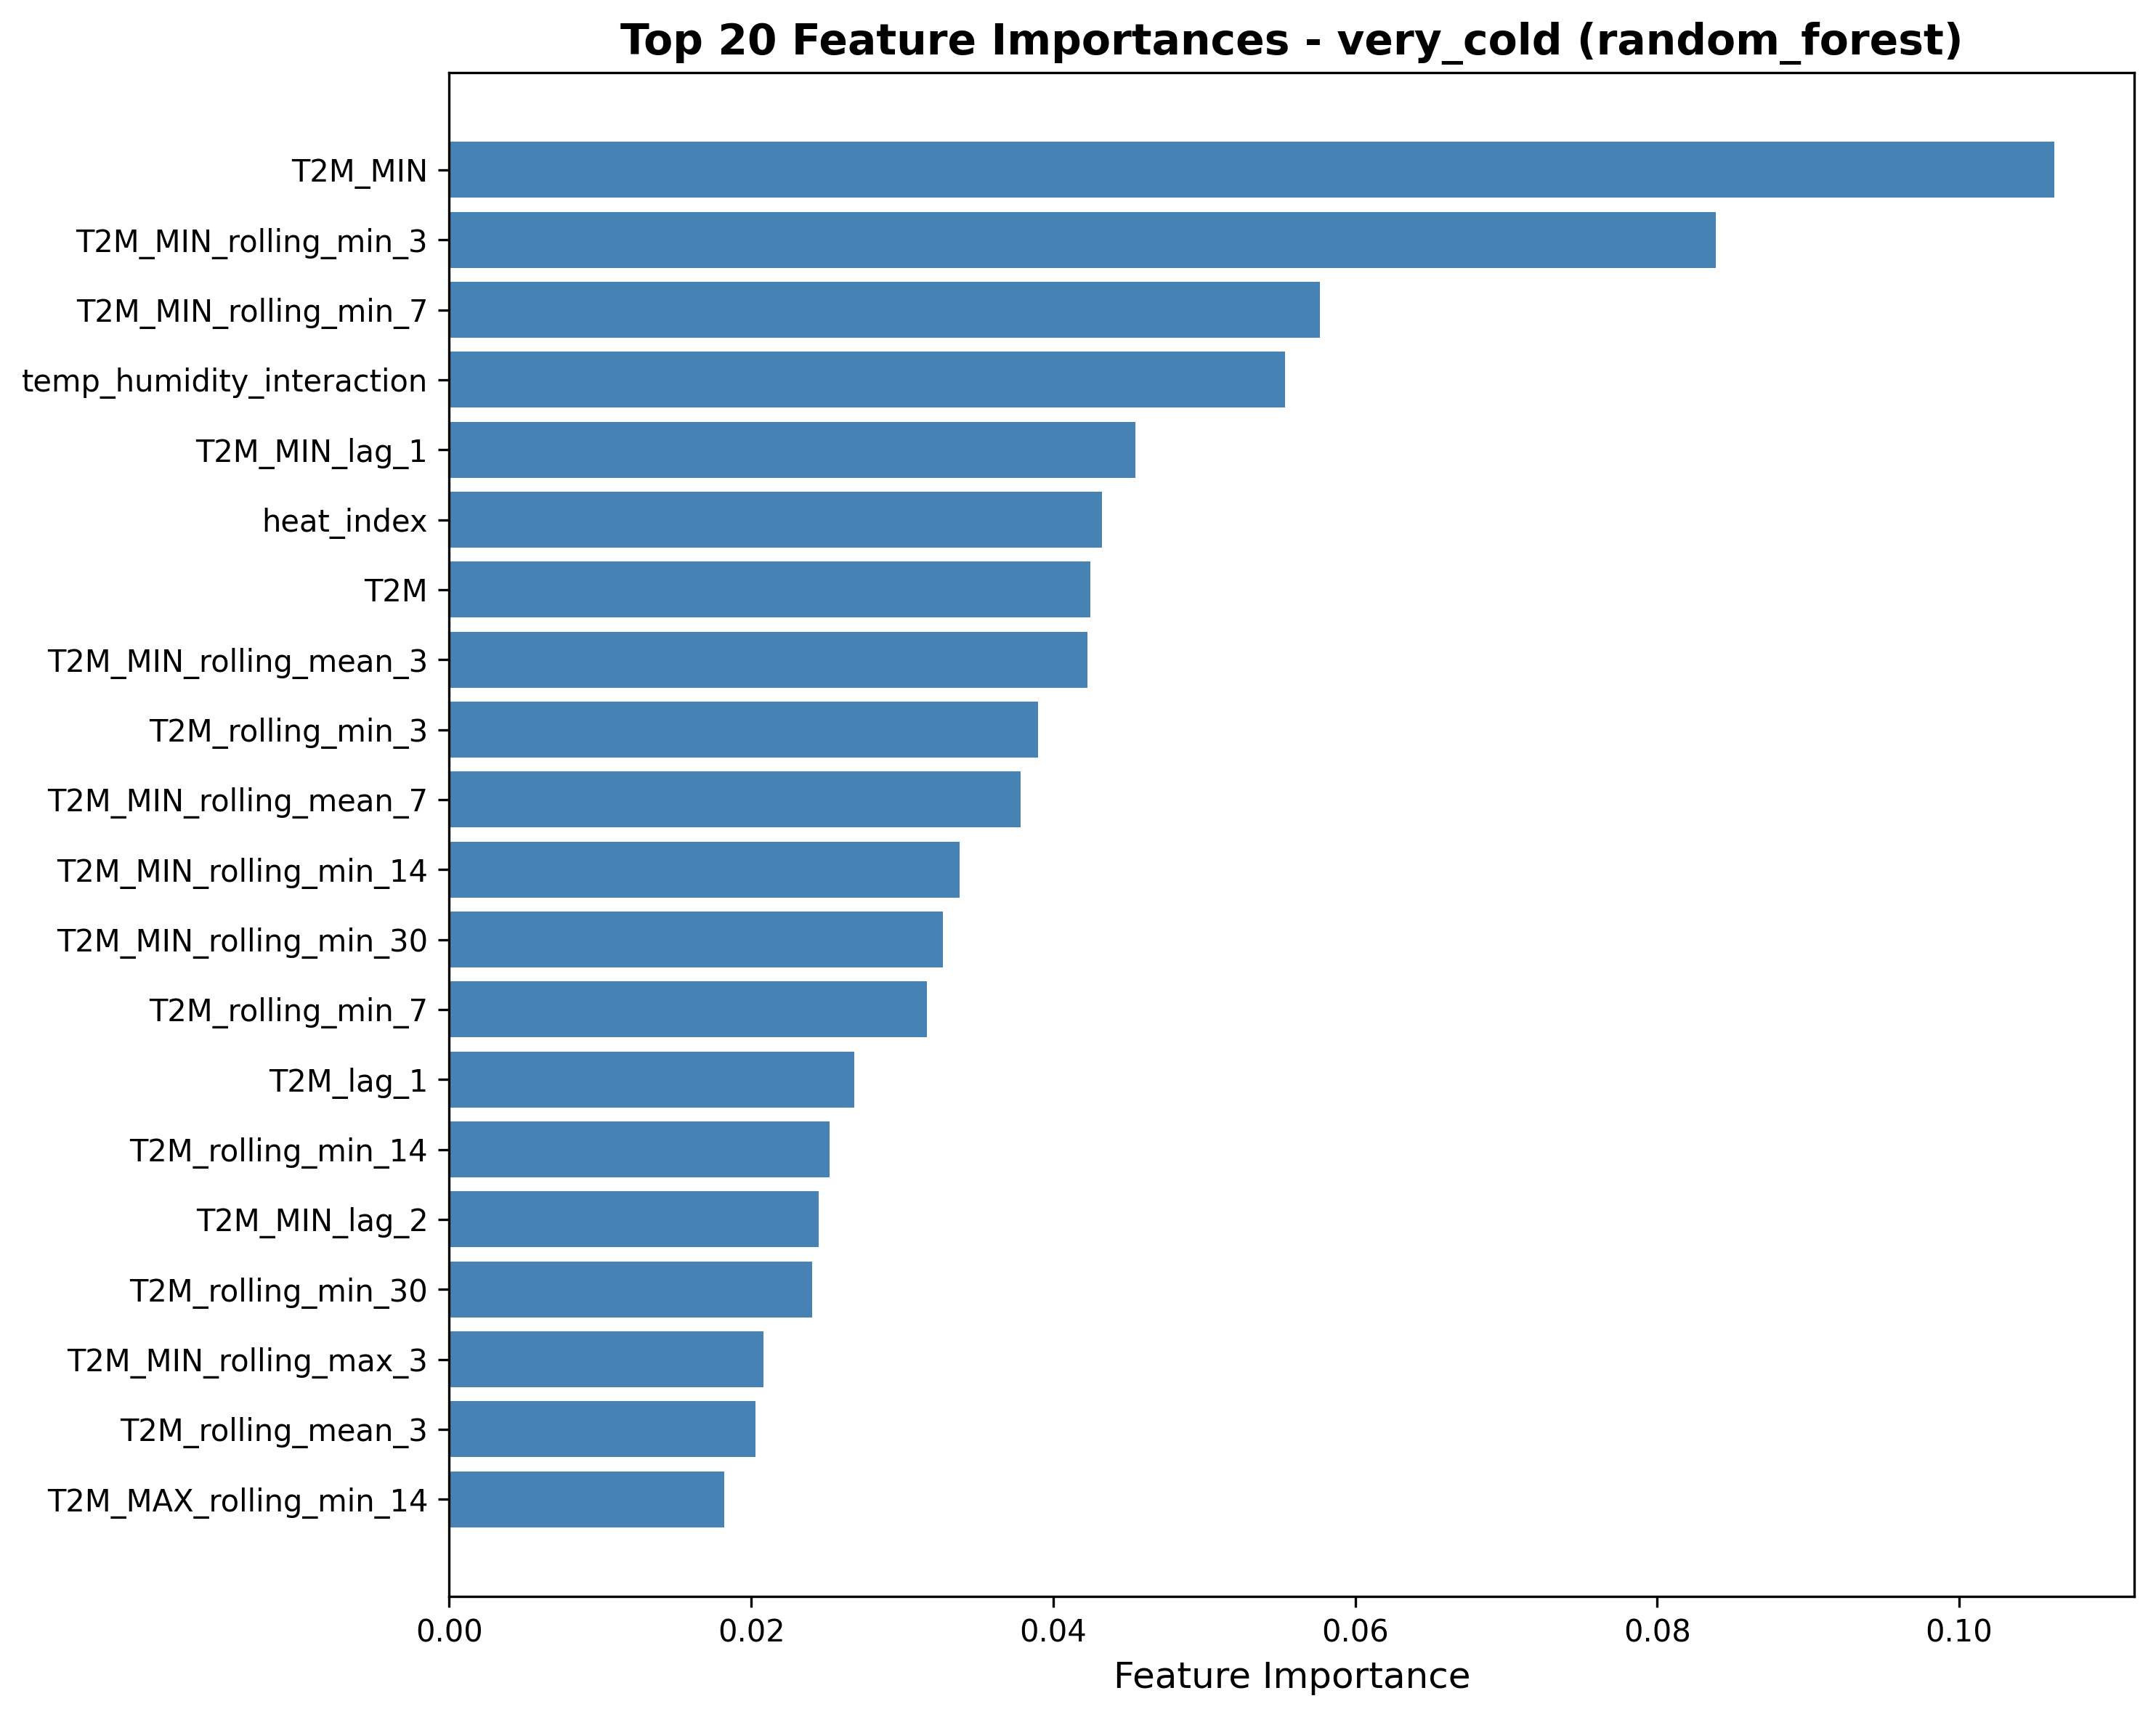 Top 20 Feature Importances - very_cold (random_forest)
T2M_MIN
T2M_MIN_rolling_min_3
T2M_MIN_rolling_min_7
temp_humidity_interaction
T2M_MIN_lag_1
heat_index
T2M
T2M_MIN_rolling_mean_3
T2M_rolling_min_3
T2M_MIN_rolling_mean_7
T2M_MIN_rolling_min_14
T2M_MIN_rolling_min_30
T2M_rolling_min_7
T2M_lag_1
T2M_rolling_min_14
T2M_MIN_lag_2
T2M_rolling_min_30
T2M_MIN_rolling_max_3
T2M_rolling_mean_3
T2M_MAX_rolling_min_14
0.00 0.02 0.04 0.06 0.08 0.10
Feature Importance